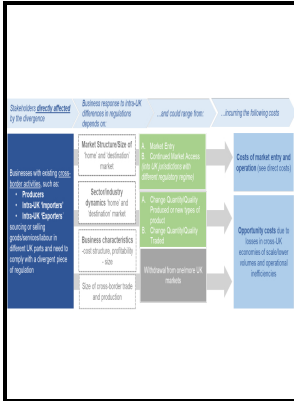 Stakeholders directly affected
by the divergence
Business response to intra-UK
differences in regulations
depends on:
...and could range from:
...incurring the following costs
Businesses with existing cross-
border activities, such as:
• Producers
• Intra-UK 'Importers'
• Intra-UK 'Exporters'
sourcing or selling
goods/services/labour in
different UK parts and need to
comply with a divergent piece
of regulation
Market Structure/Size of
'home' and 'destination'
market
Sector/Industry
dynamics 'home' and
'destination' market
Business characteristics
-cost structure, profitability
- size
Size of cross-border trade
and production
A. Market Entry
B. Continued Market Access
(into UK jurisdictions with
different regulatory regime)
A. Change Quantity/Quality
Produced or new types of
product
B. Change Quantity/Quality
Traded
Withdrawal from one/more UK
markets
Costs of market entry and
operation (see direct costs)
Opportunity costs due to
losses in cross-UK
economies of scale/lower
volumes and operational
inefficiencies